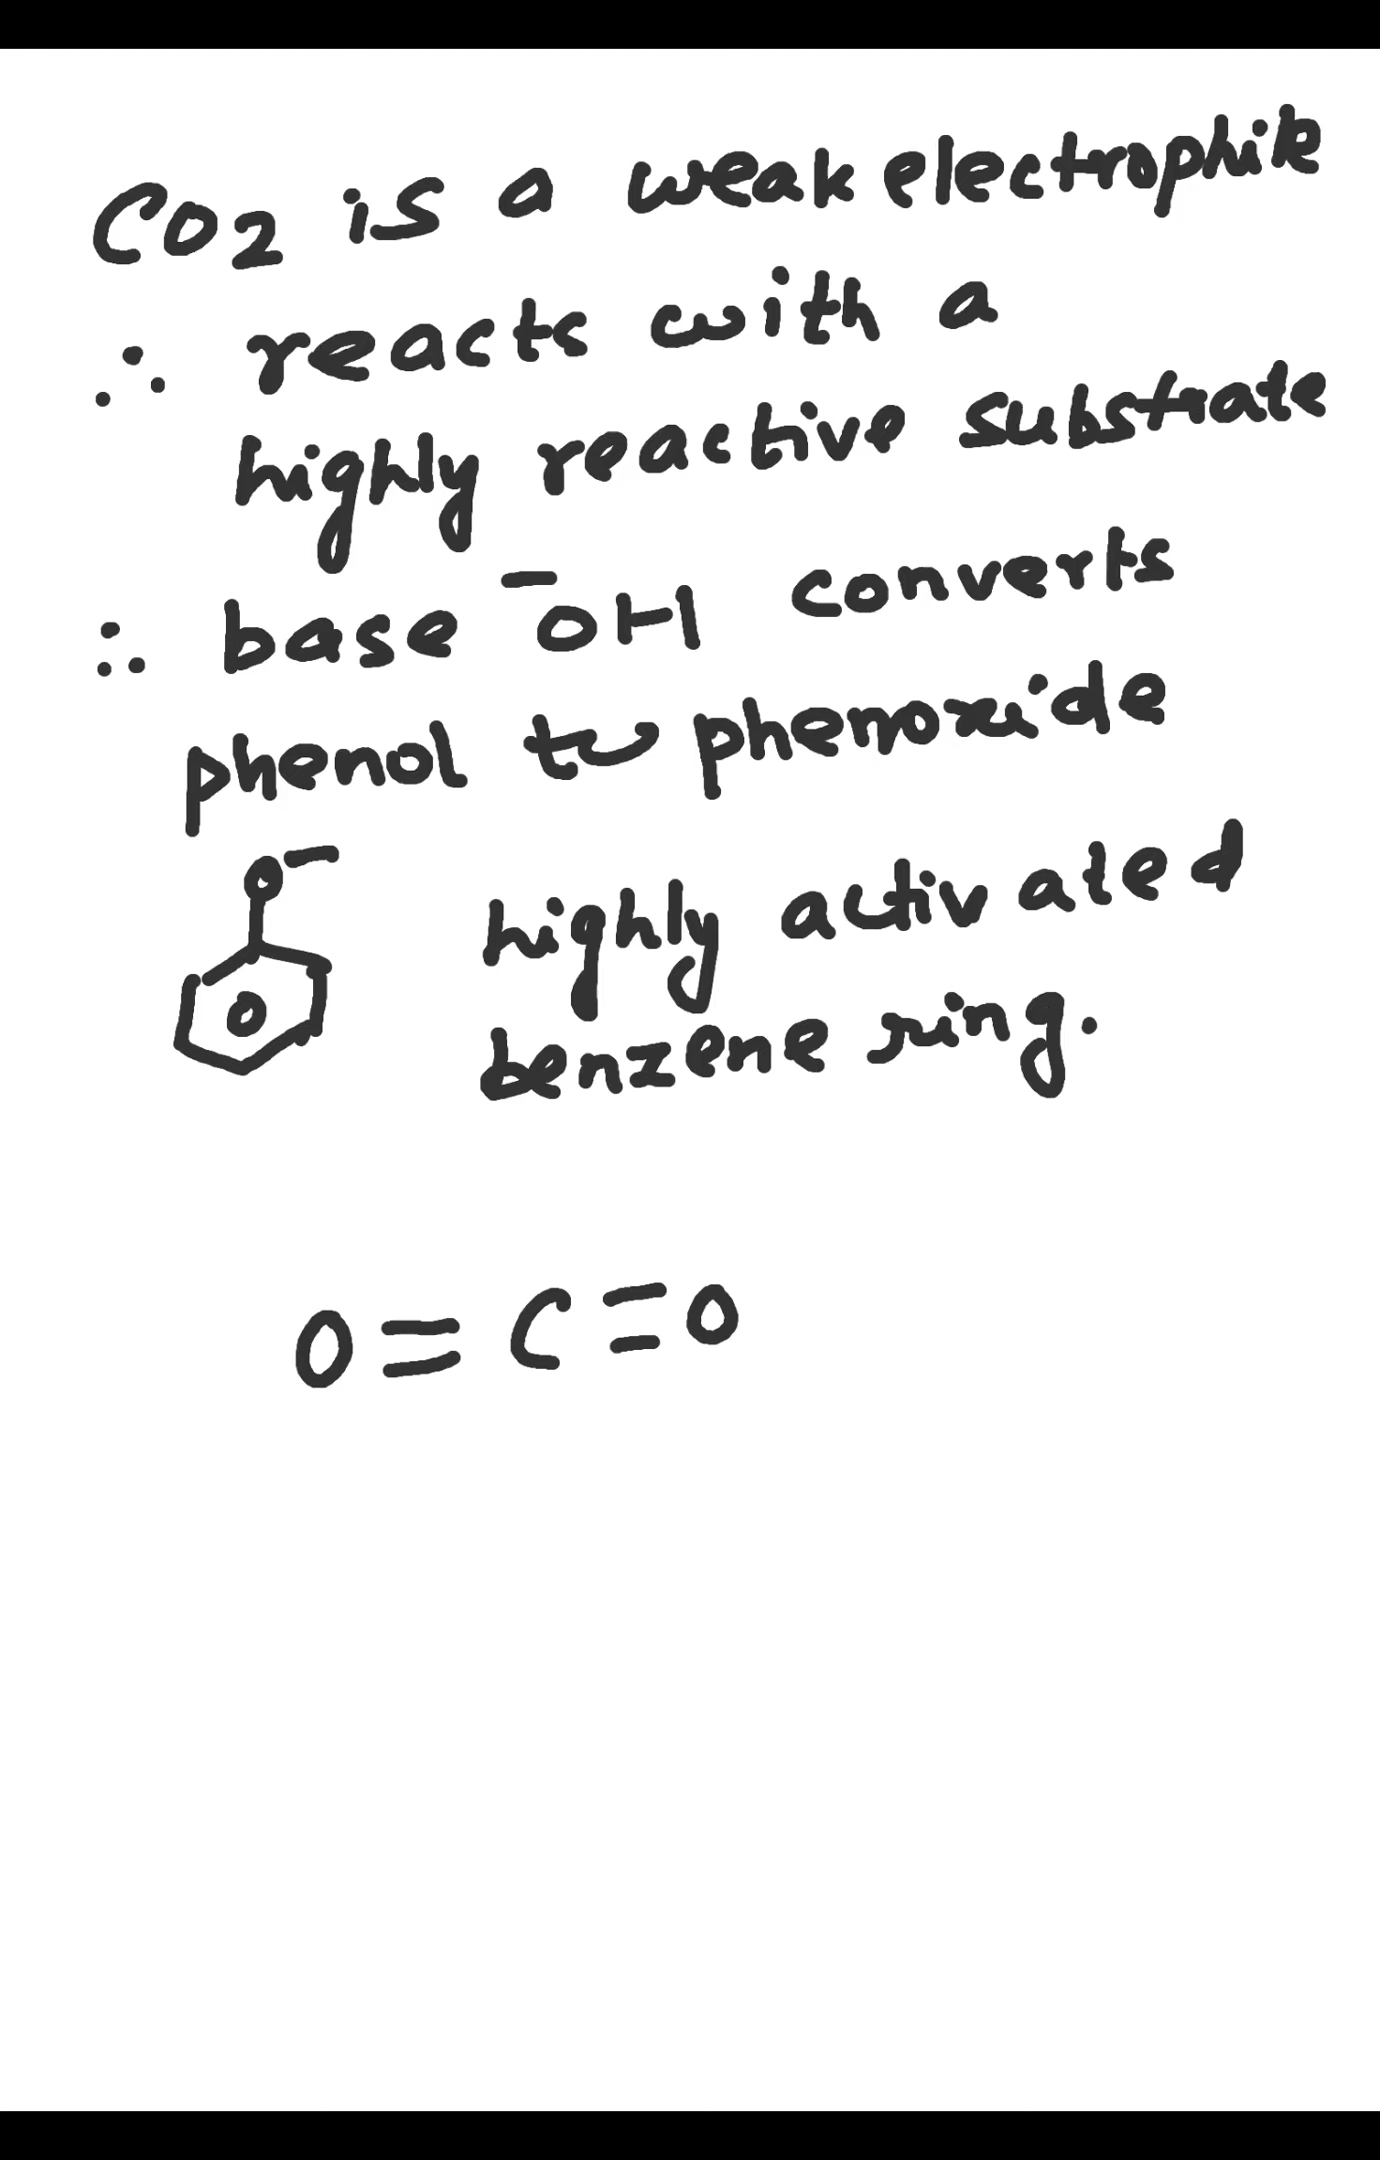 CO2 is a weak electrophile
∴ reacts with a
highly reactive substrate
∴ base ⁻OH converts
phenol to phenoxide
O⁻
highly activated
benzene ring.
O=C=O